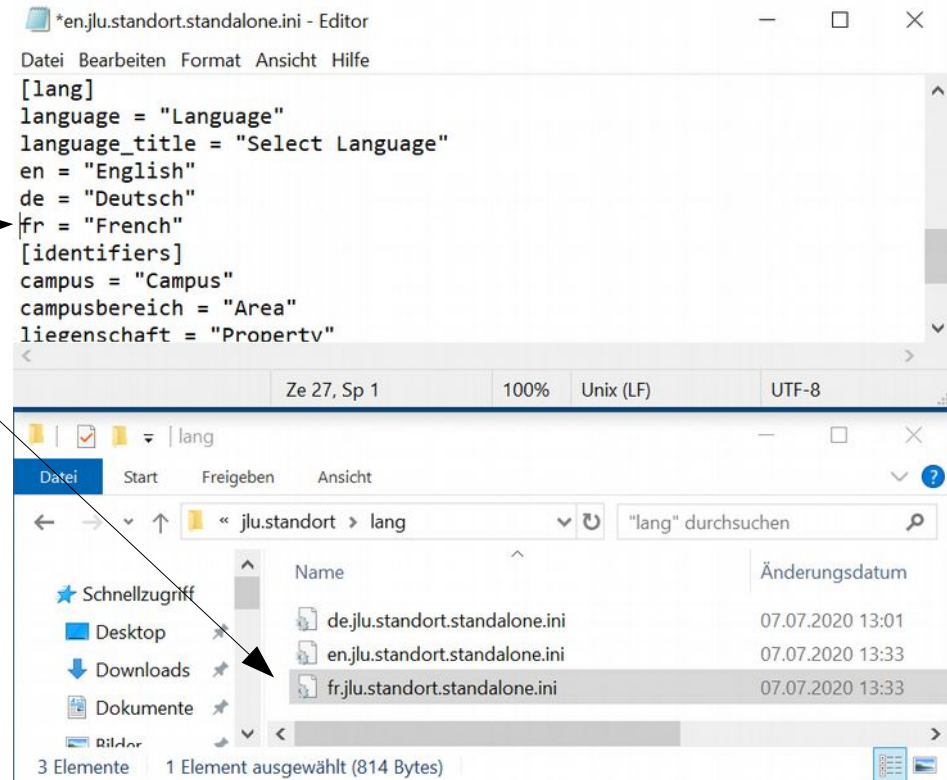 *en.jlu.standort.standalone.ini - Editor
Datei Bearbeiten Format Ansicht Hilfe
[lang]
language = "Language"
language_title = "Select Language"
en = "English"
de = "Deutsch"
fr = "French"
[identifiers]
campus = "Campus"
campusbereich = "Area"
liegenschaft = "Property"
Ze 27, Sp 1 100% Unix (LF) UTF-8
lang
Datei Start Freigeben Ansicht ?
« jlu.standort > lang "lang" durchsuchen
Name Änderungsdatum
Schnellzugriff
Desktop
Downloads
Dokumente
Bilder
de.jlu.standort.standalone.ini 07.07.2020 13:01
en.jlu.standort.standalone.ini 07.07.2020 13:33
fr.jlu.standort.standalone.ini 07.07.2020 13:33
3 Elemente 1 Element ausgewählt (814 Bytes)